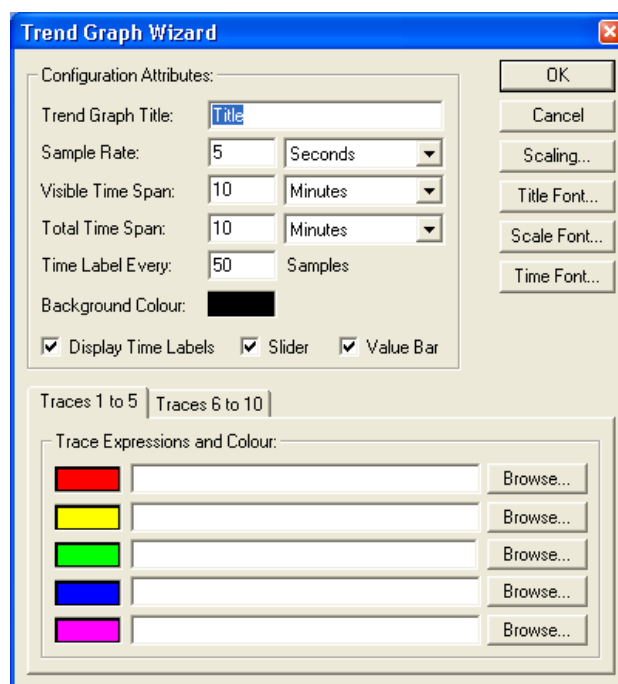 Trend Graph Wizard
Configuration Attributes:
Trend Graph Title: Title
Sample Rate: 5 Seconds
Visible Time Span: 10 Minutes
Total Time Span: 10 Minutes
Time Label Every: 50 Samples
Background Colour:
Display Time Labels Slider Value Bar
OK
Cancel
Scaling...
Title Font...
Scale Font...
Time Font...
Traces 1 to 5 Traces 6 to 10
Trace Expressions and Colour:
Browse...
Browse...
Browse...
Browse...
Browse...